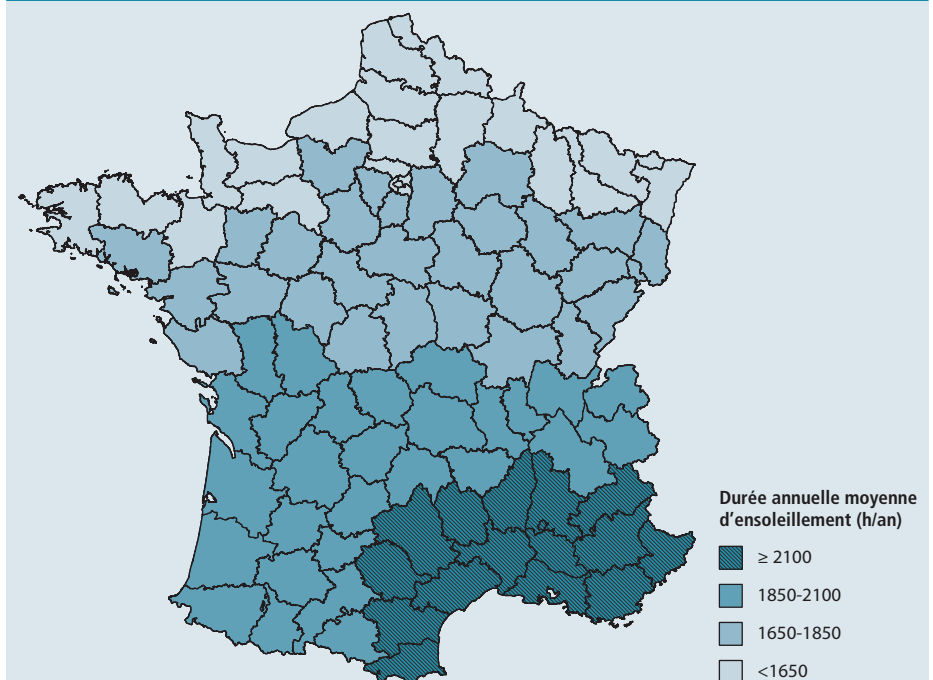 Durée annuelle moyenne
d’ensoleillement (h/an)
≥ 2100
1850-2100
1650-1850
<1650